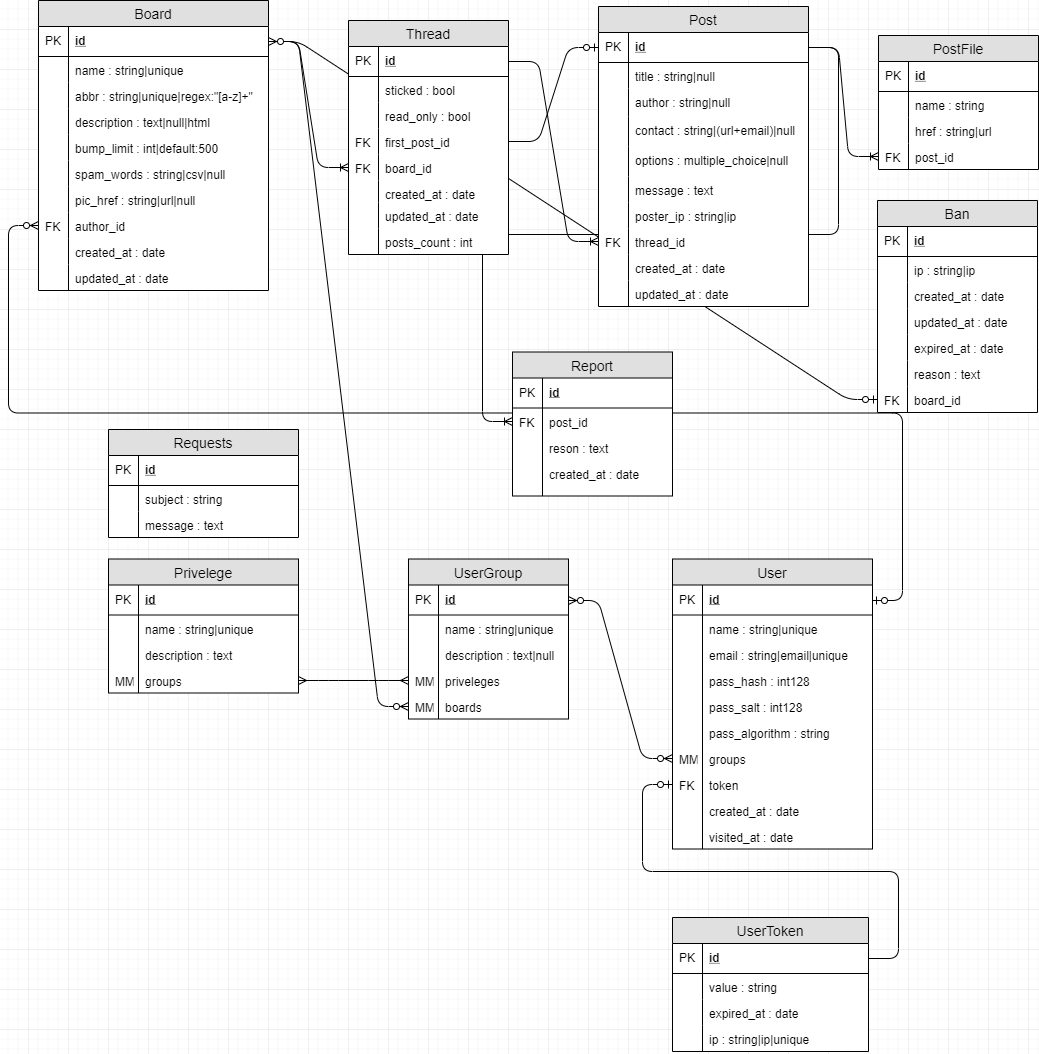 Board
PK id
name : string|unique
abbr : string|unique|regex:"[a-z]+"
description : text|null|html
bump_limit : int|default:500
spam_words : string|csv|null
pic_href : string|url|null
FK author_id
created_at : date
updated_at : date
Thread
PK id
sticked : bool
read_only : bool
FK first_post_id
FK board_id
created_at : date
updated_at : date
posts_count : int
Post
PK id
title : string|null
author : string|null
contact : string|(url+email)|null
options : multiple_choice|null
message : text
poster_ip : string|ip
FK thread_id
created_at : date
updated_at : date
PostFile
PK id
name : string
href : string|url
FK post_id
Ban
PK id
ip : string|ip
created_at : date
updated_at : date
expired_at : date
reason : text
FK board_id
Report
PK id
FK post_id
reson : text
created_at : date
Requests
PK id
subject : string
message : text
Privelege
PK id
name : string|unique
description : text
MM groups
UserGroup
PK id
name : string|unique
description : text|null
MM priveleges
MM boards
User
PK id
name : string|unique
email : string|email|unique
pass_hash : int128
pass_salt : int128
pass_algorithm : string
MM groups
FK token
created_at : date
visited_at : date
UserToken
PK id
value : string
expired_at : date
ip : string|ip|unique